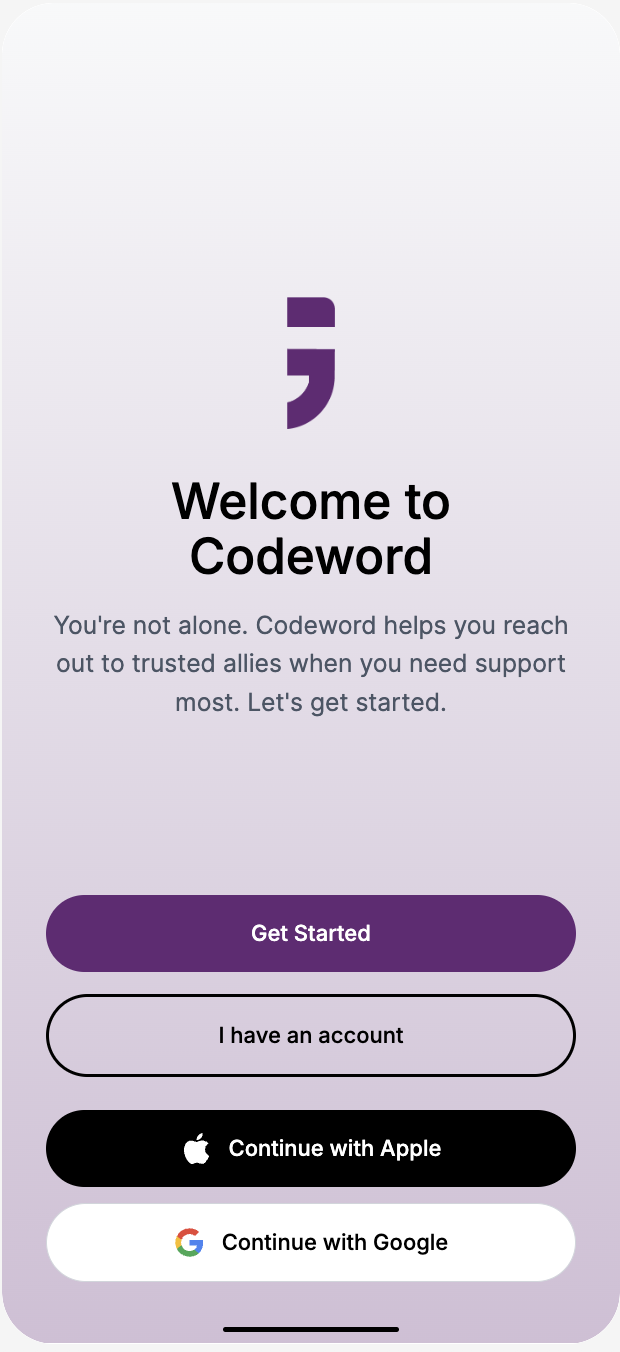 Welcome to
Codeword
You're not alone. Codeword helps you reach
out to trusted allies when you need support
most. Let's get started.
Get Started
I have an account
Continue with Apple
Continue with Google